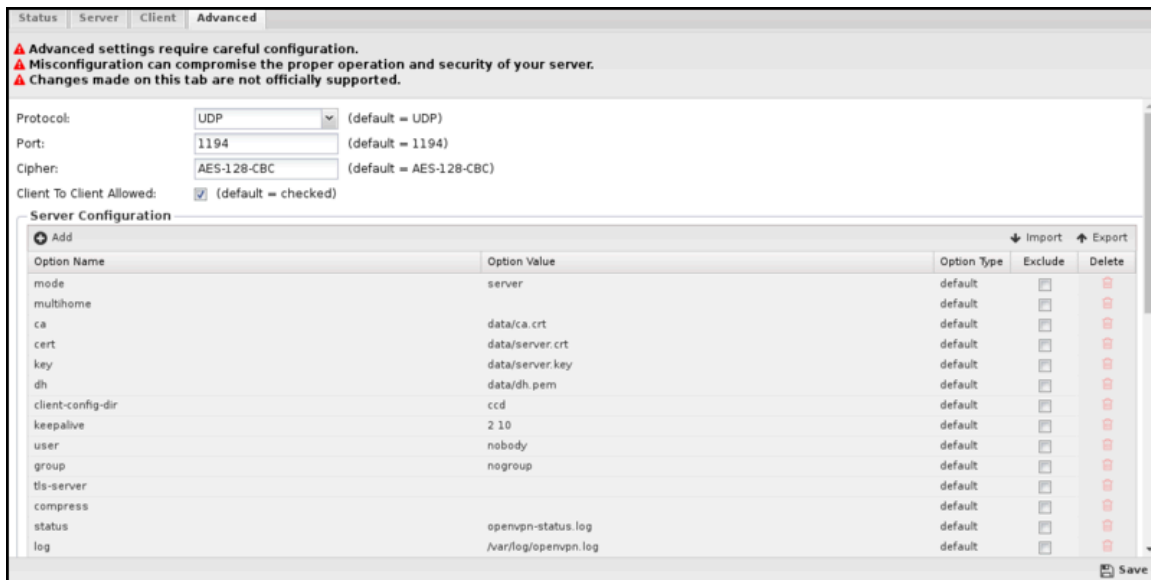 Status Server Client Advanced
Advanced settings require careful configuration.
Misconfiguration can compromise the proper operation and security of your server.
Changes made on this tab are not officially supported.
Protocol: UDP (default = UDP)
Port: 1194 (default = 1194)
Cipher: AES-128-CBC (default = AES-128-CBC)
Client To Client Allowed: (default = checked)
Server Configuration
Add Import Export
Option Name Option Value Option Type Exclude Delete
mode server default
multihome default
ca data/ca.crt default
cert data/server.crt default
key data/server.key default
dh data/dh.pem default
client-config-dir ccd default
keepalive 2 10 default
user nobody default
group nogroup default
tls-server default
compress default
status openvpn-status.log default
log /var/log/openvpn.log default
Save